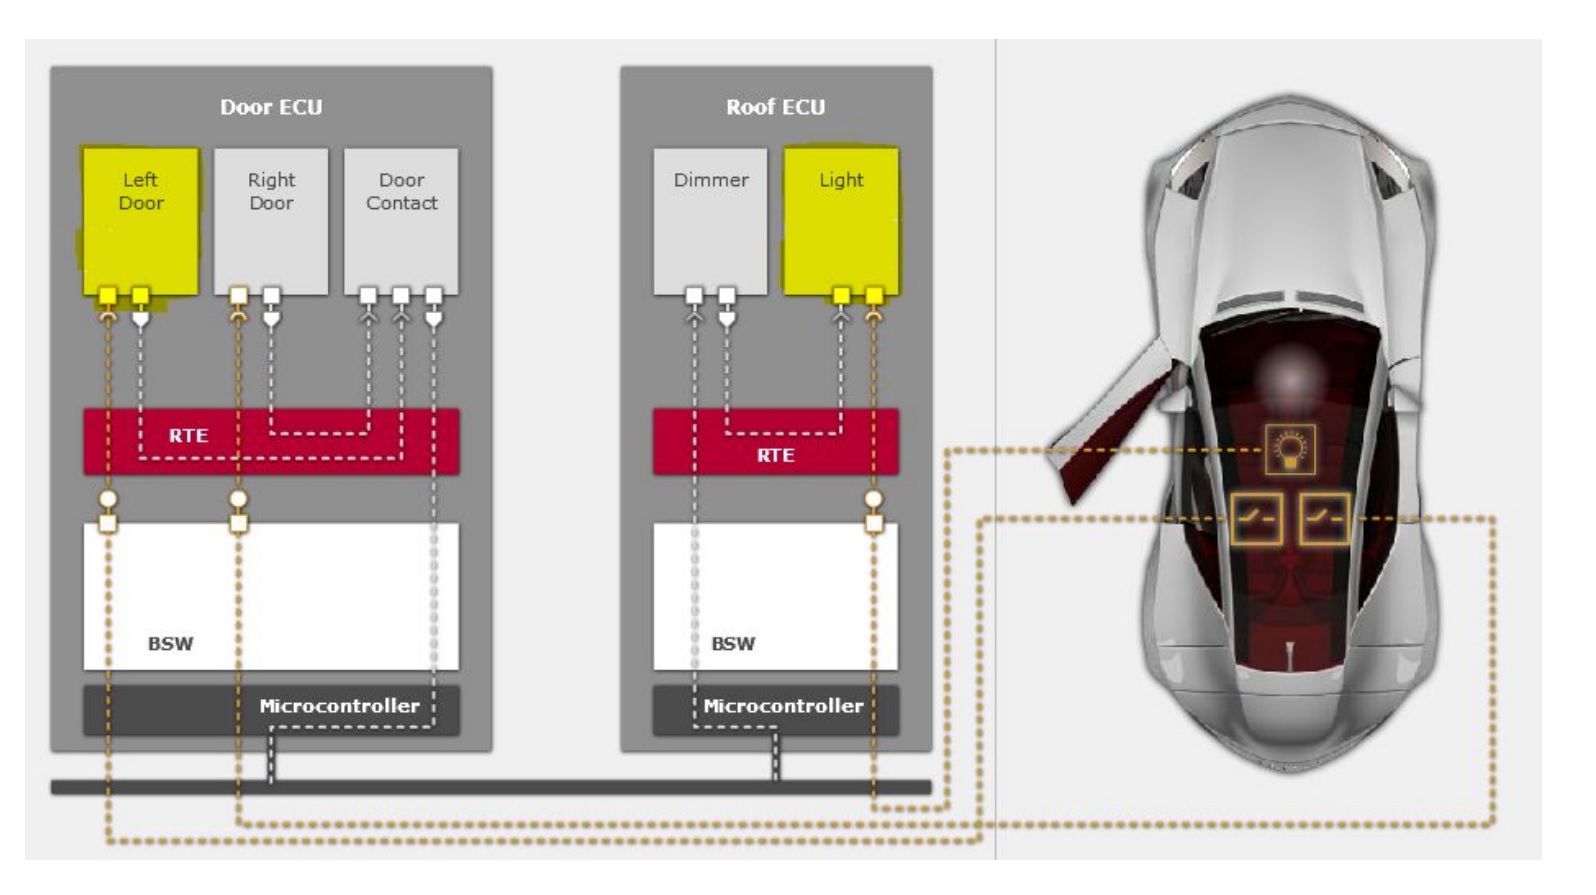 Door ECU
Left
Door
Right
Door
Door
Contact
RTE
BSW
Microcontroller
Roof ECU
Dimmer
Light
RTE
BSW
Microcontroller